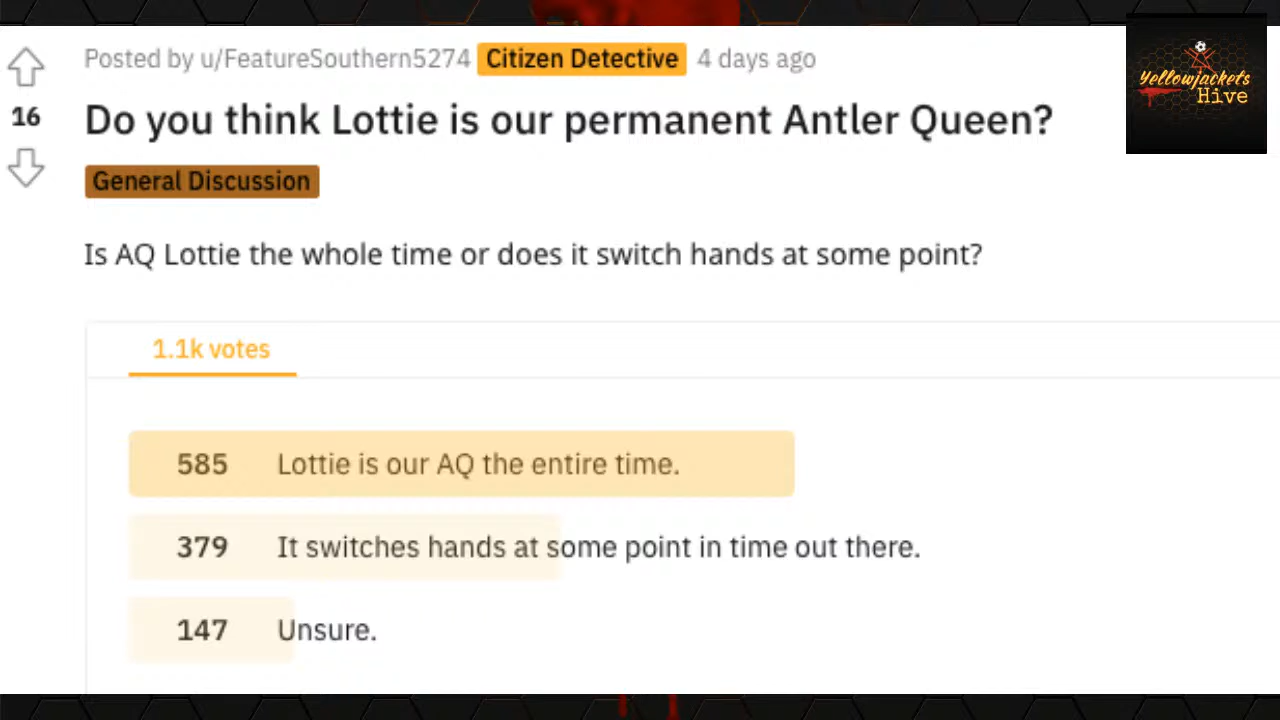 Posted by u/FeatureSouthern5274 Citizen Detective 4 days ago
Yellowjackets
Hive
16
Do you think Lottie is our permanent Antler Queen?
General Discussion
Is AQ Lottie the whole time or does it switch hands at some point?
1.1k votes
585 Lottie is our AQ the entire time.
379 It switches hands at some point in time out there.
147 Unsure.